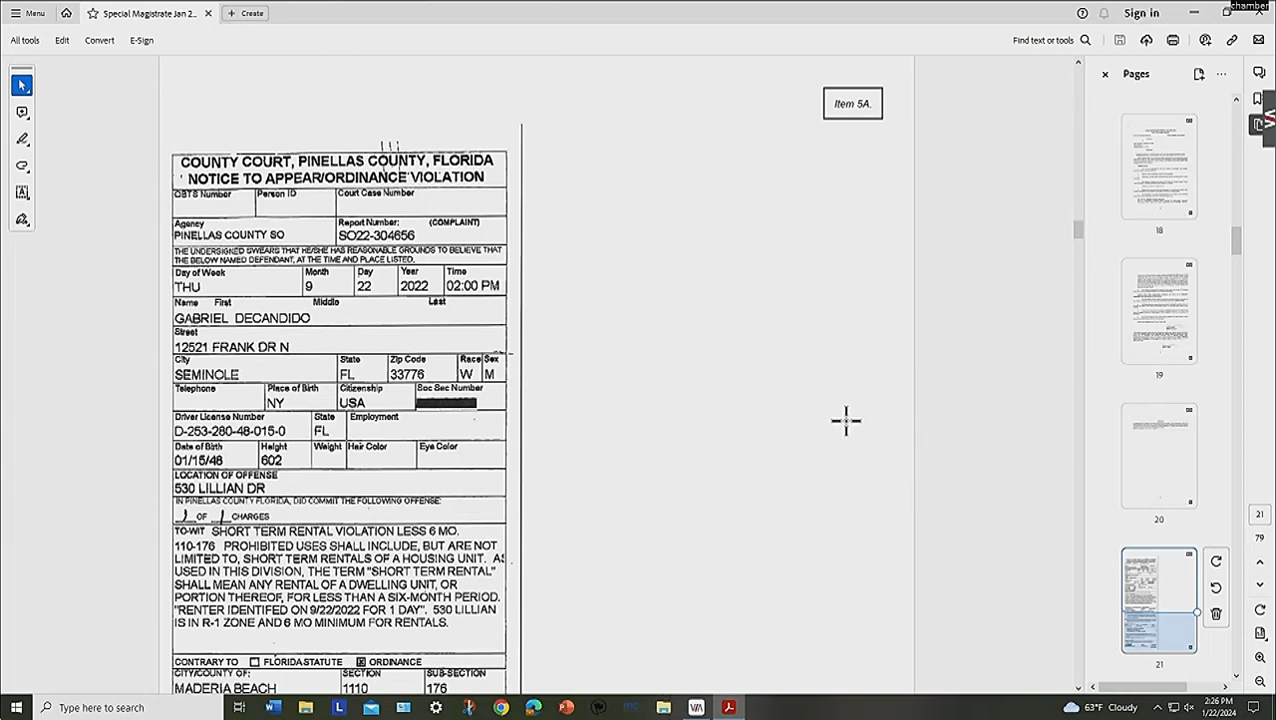 chamber
Menu
Special Magistrate Jan 2...
Create
Sign in
All tools
Edit
Convert
E-Sign
Find text or tools
Pages
Item 5A.
COUNTY COURT, PINELLAS COUNTY, FLORIDA
NOTICE TO APPEAR/ORDINANCE VIOLATION
OBTS Number Person ID Court Case Number
Agency Report Number: (COMPLAINT)
PINELLAS COUNTY SO SO22-304656
THE UNDERSIGNED SWEARS THAT HE/SHE HAS REASONABLE GROUNDS TO BELIEVE THAT
THE BELOW NAMED DEFENDANT, AT THE TIME AND PLACE LISTED.
Day of Week Month Day Year Time
THU 9 22 2022 02:00 PM
Name First Middle Last
GABRIEL DECANDIDO
Street
12521 FRANK DR N
City State Zip Code Race Sex
SEMINOLE FL 33776 W M
Telephone Place of Birth Citizenship Soc Sec Number
NY USA
Driver License Number State Employment
D-253-280-48-015-0 FL
Date of Birth Height Weight Hair Color Eye Color
01/15/48 602
LOCATION OF OFFENSE
530 LILLIAN DR
IN PINELLAS COUNTY FLORIDA, DID COMMIT THE FOLLOWING OFFENSE:
1 OF 1 CHARGES
TO-WIT SHORT TERM RENTAL VIOLATION LESS 6 MO.
110-176 PROHIBITED USES SHALL INCLUDE, BUT ARE NOT
LIMITED TO, SHORT TERM RENTALS OF A HOUSING UNIT. AS
USED IN THIS DIVISION, THE TERM "SHORT TERM RENTAL"
SHALL MEAN ANY RENTAL OF A DWELLING UNIT, OR
PORTION THEREOF, FOR LESS THAN A SIX-MONTH PERIOD.
"RENTER IDENTIFED ON 9/22/2022 FOR 1 DAY". 530 LILLIAN
IS IN R-1 ZONE AND 6 MO MINIMUM FOR RENTALS.
CONTRARY TO FLORIDA STATUTE ORDINANCE
CITY/COUNTY OF: SECTION SUB-SECTION
MADERIA BEACH 1110 176
18
19
20
21
21
79
Type here to search
63°F Cloudy
2:26 PM
1/22/2024